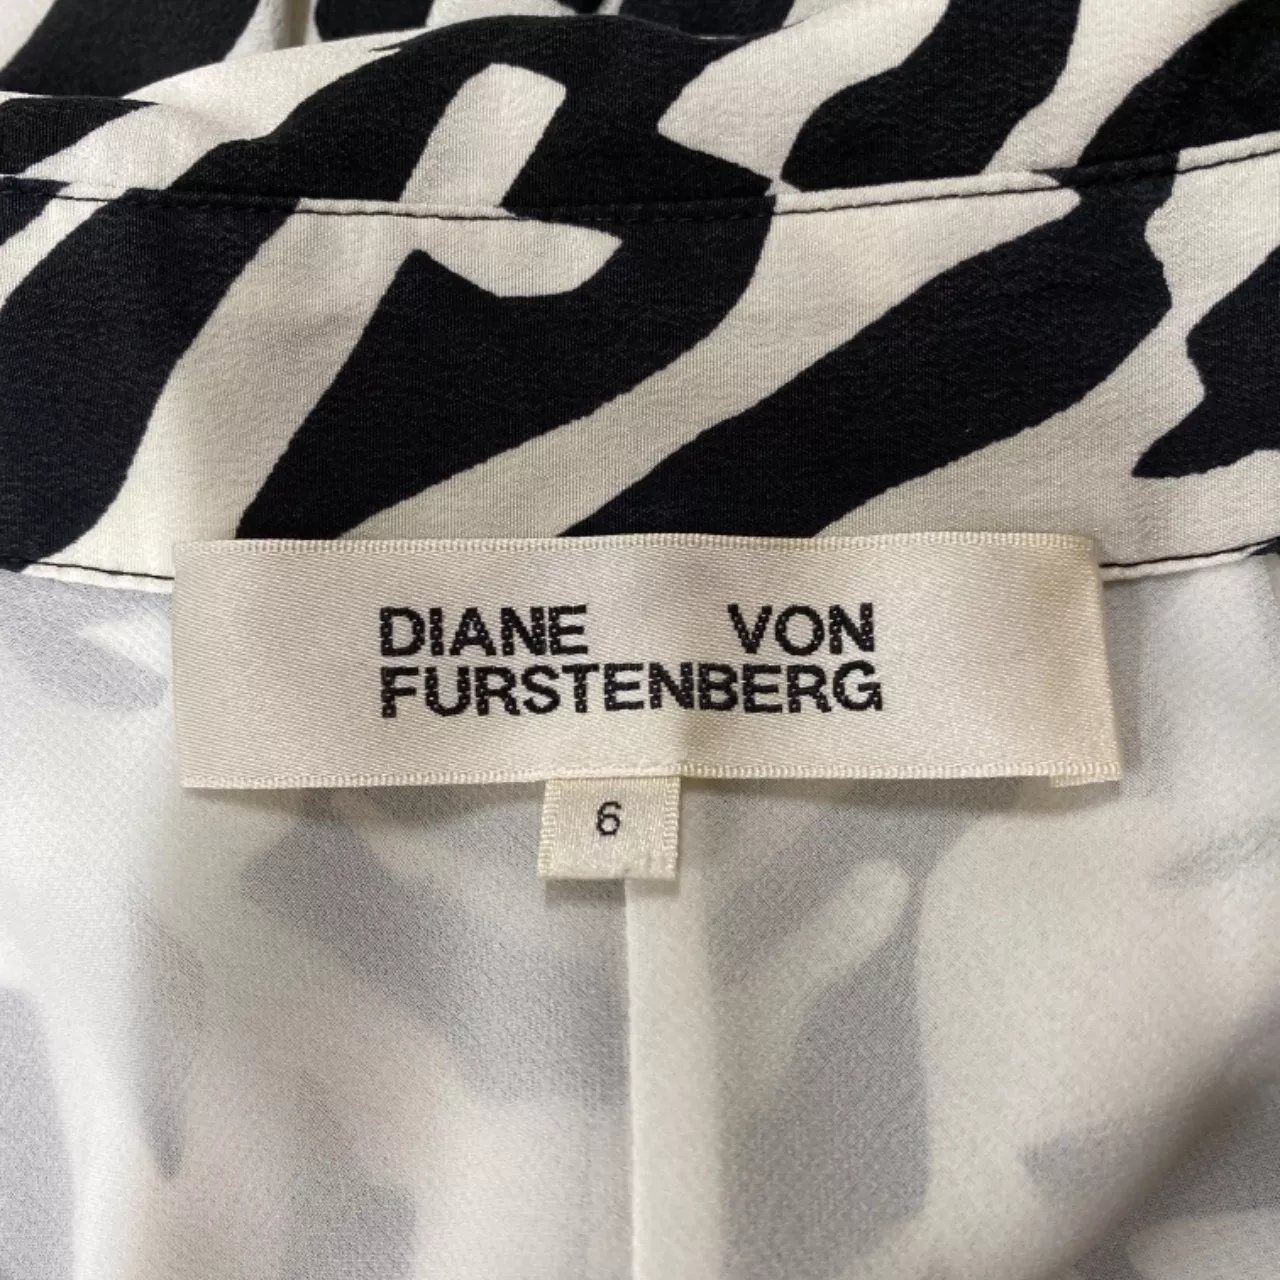 DIANE VON
FURSTENBERG
6